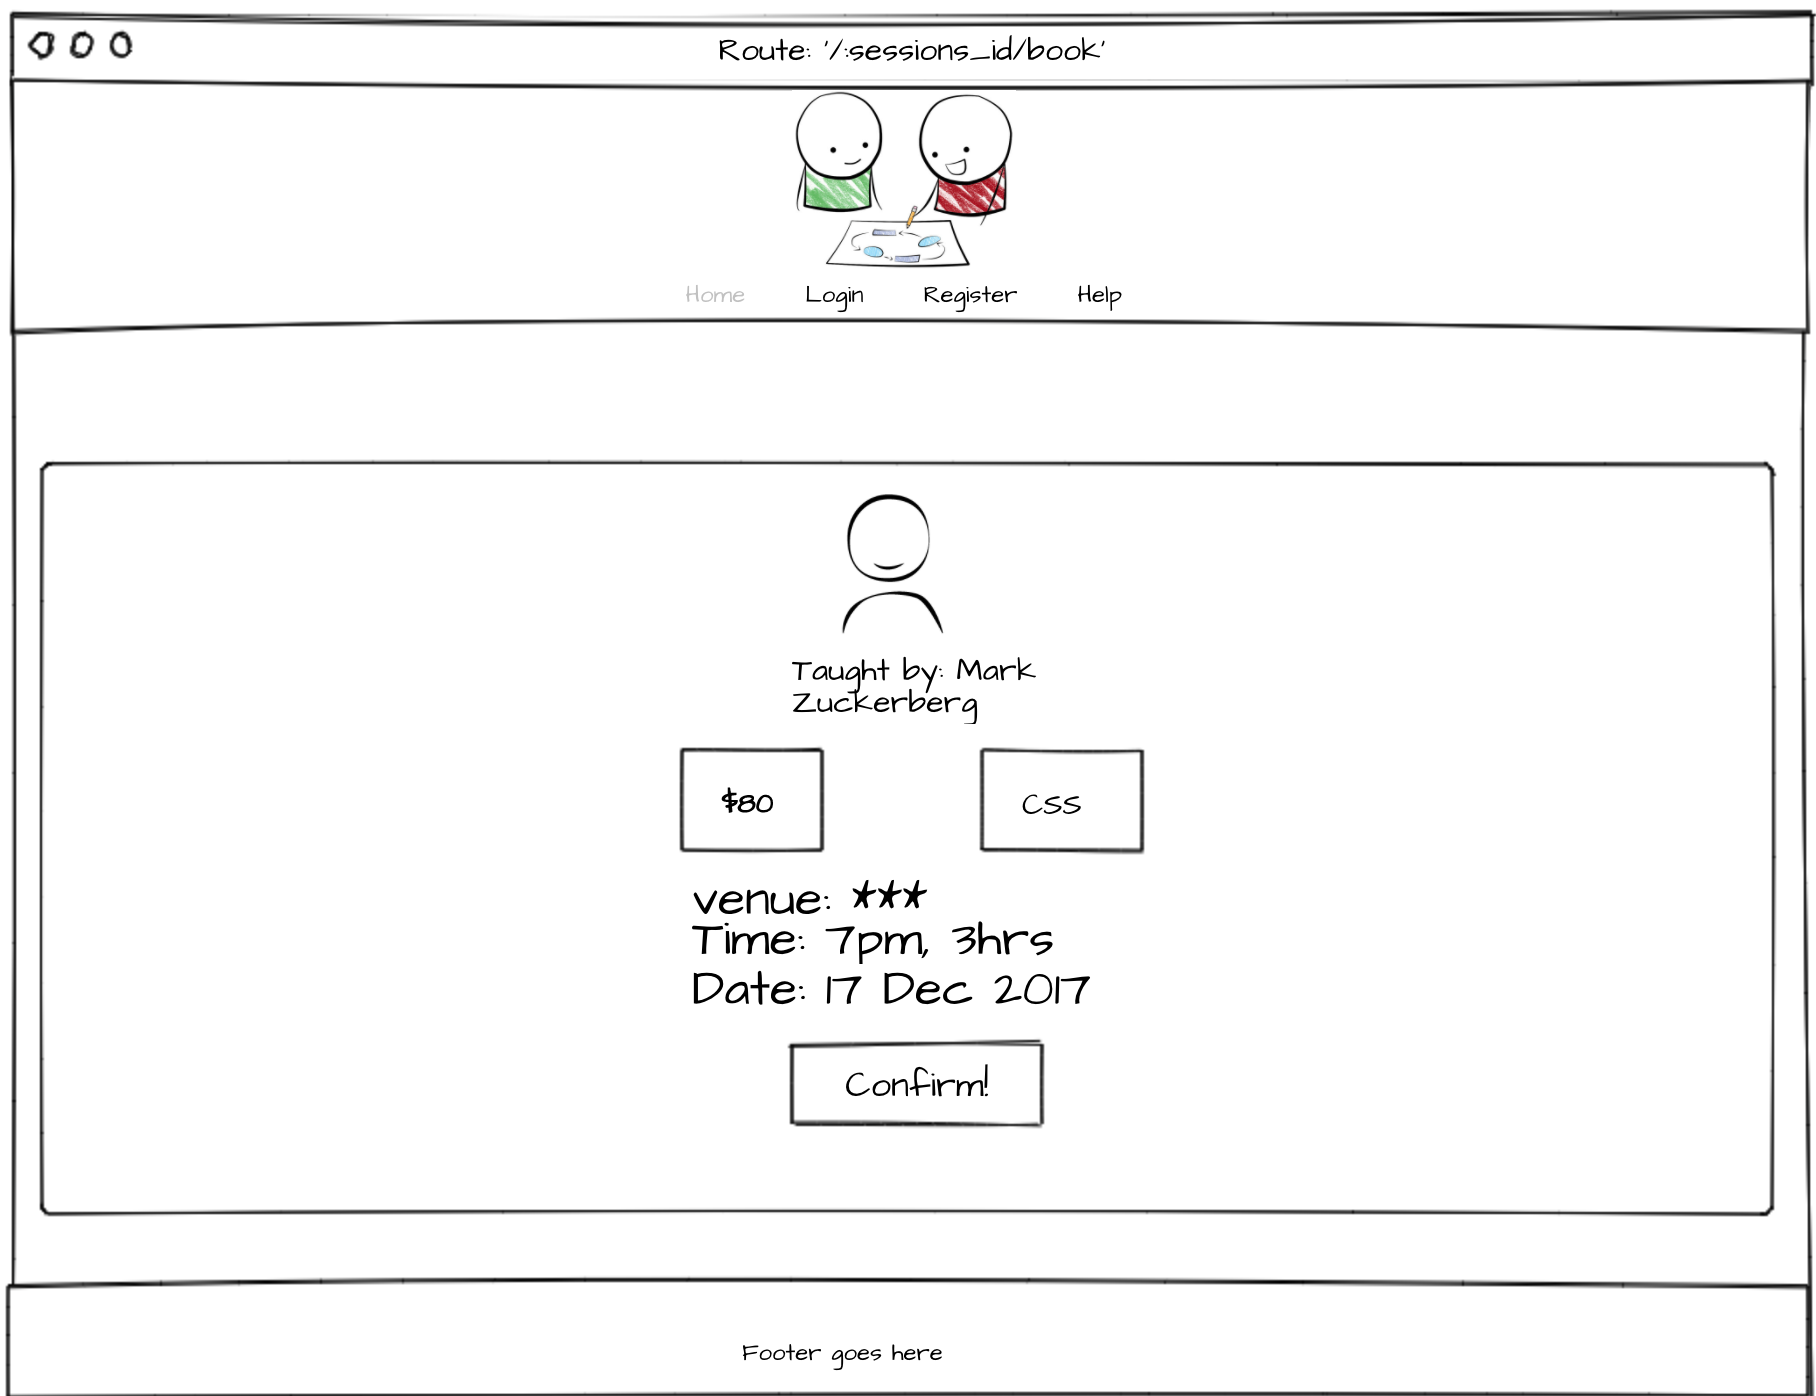 Route: '/:sessions_id/book'
Home Login Register Help
Taught by: Mark
Zuckerberg
$80 CSS
venue: ***
Time: 7pm, 3hrs
Date: 17 Dec 2017
Confirm!
Footer goes here